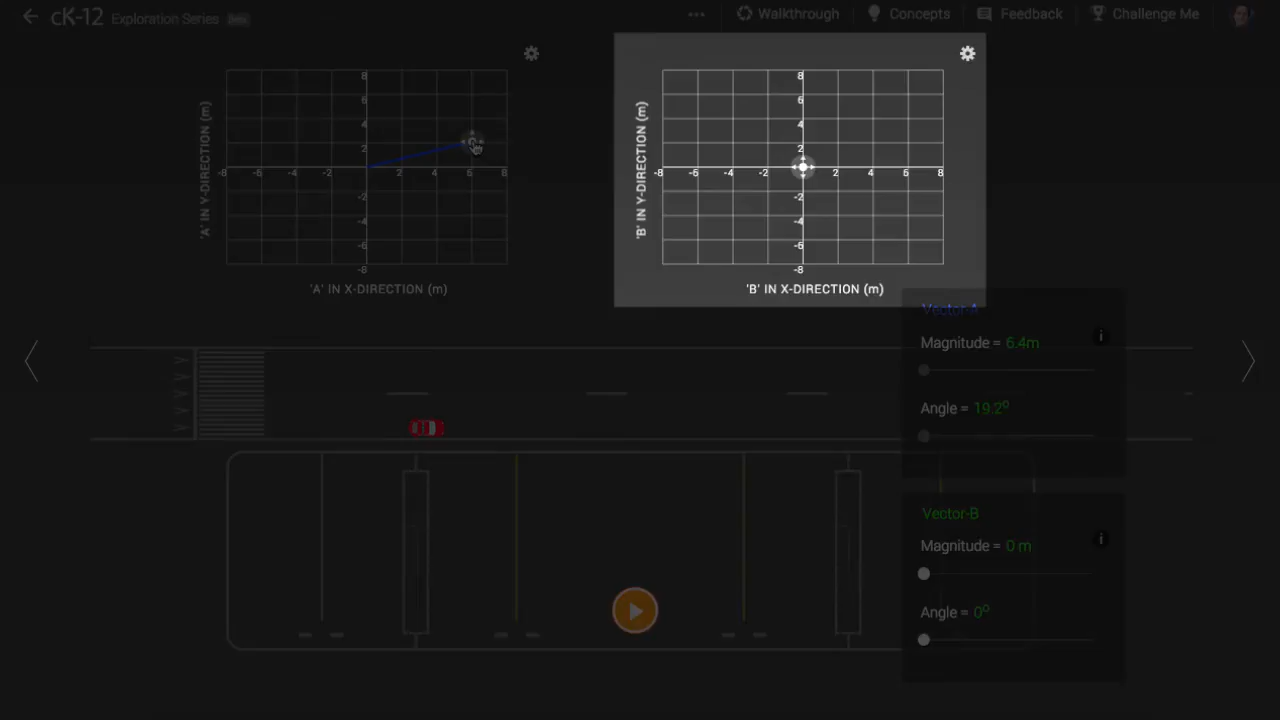 cK-12 Exploration Series Beta
••• Walkthrough Concepts Feedback Challenge Me
'A' IN Y-DIRECTION (m)
8
6
4
2
-8 -6 -4 -2 2 4 6 8
-2
-4
-6
-8
'A' IN X-DIRECTION (m)
'B' IN Y-DIRECTION (m)
8
6
4
2
-8 -6 -4 -2 2 4 6 8
-2
-4
-6
-8
'B' IN X-DIRECTION (m)
Vector-A
Magnitude = 6.4m
i
Angle = 19.2º
Vector-B
Magnitude = 0 m
i
Angle = 0º